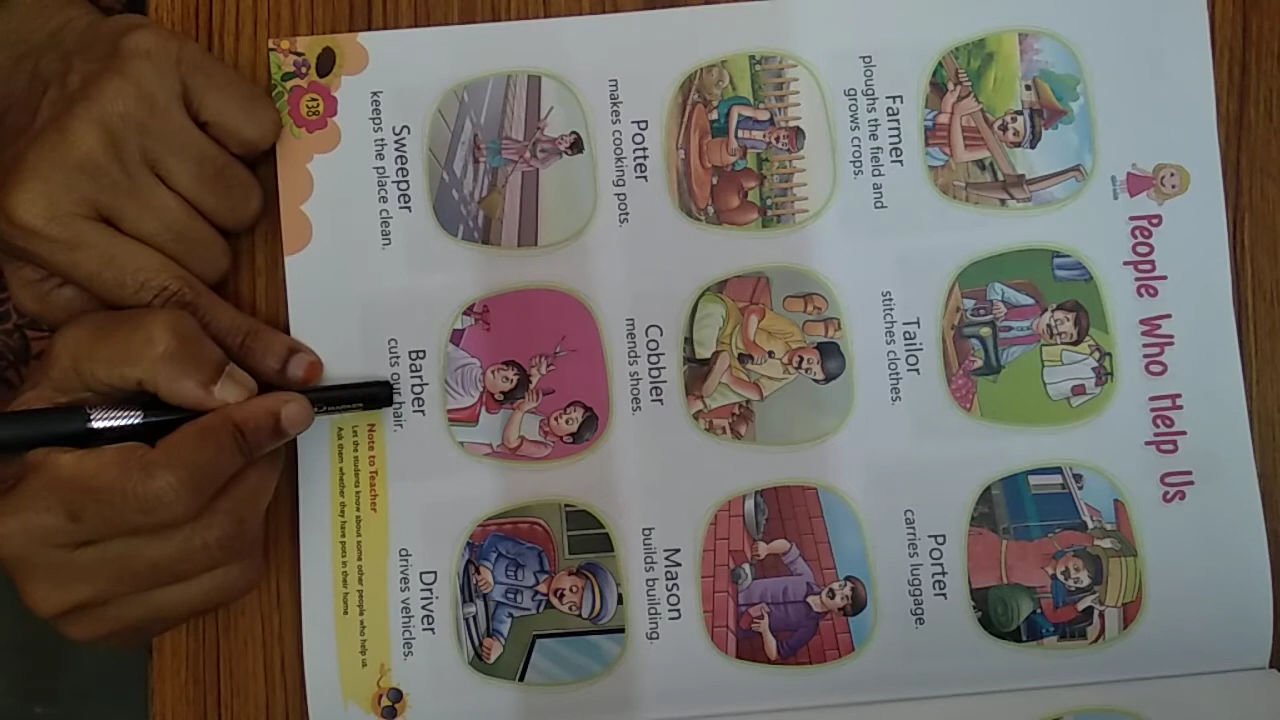 People Who Help Us
Farmer
ploughs the field and
grows crops.
Tailor
stitches clothes.
Porter
carries luggage.
Potter
makes cooking pots.
Cobbler
mends shoes.
Mason
builds building.
Sweeper
keeps the place clean.
Barber
cuts our hair.
Driver
drives vehicles.
Note to Teacher
Let the students know about some other people who help us.
Ask them whether they have pots in their home.
138